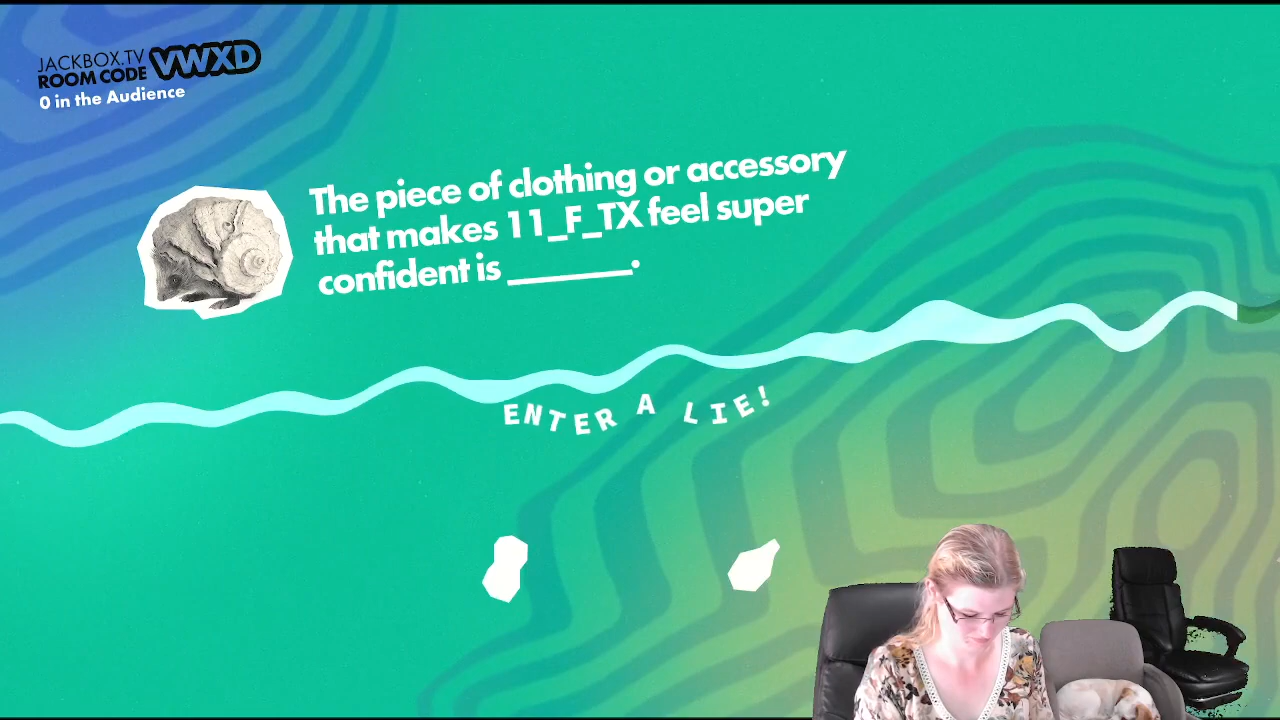 JACKBOX.TV
ROOM CODE VWXD
0 in the Audience
The piece of clothing or accessory
that makes 11_F_TX feel super
confident is _______.
ENTER A LIE!